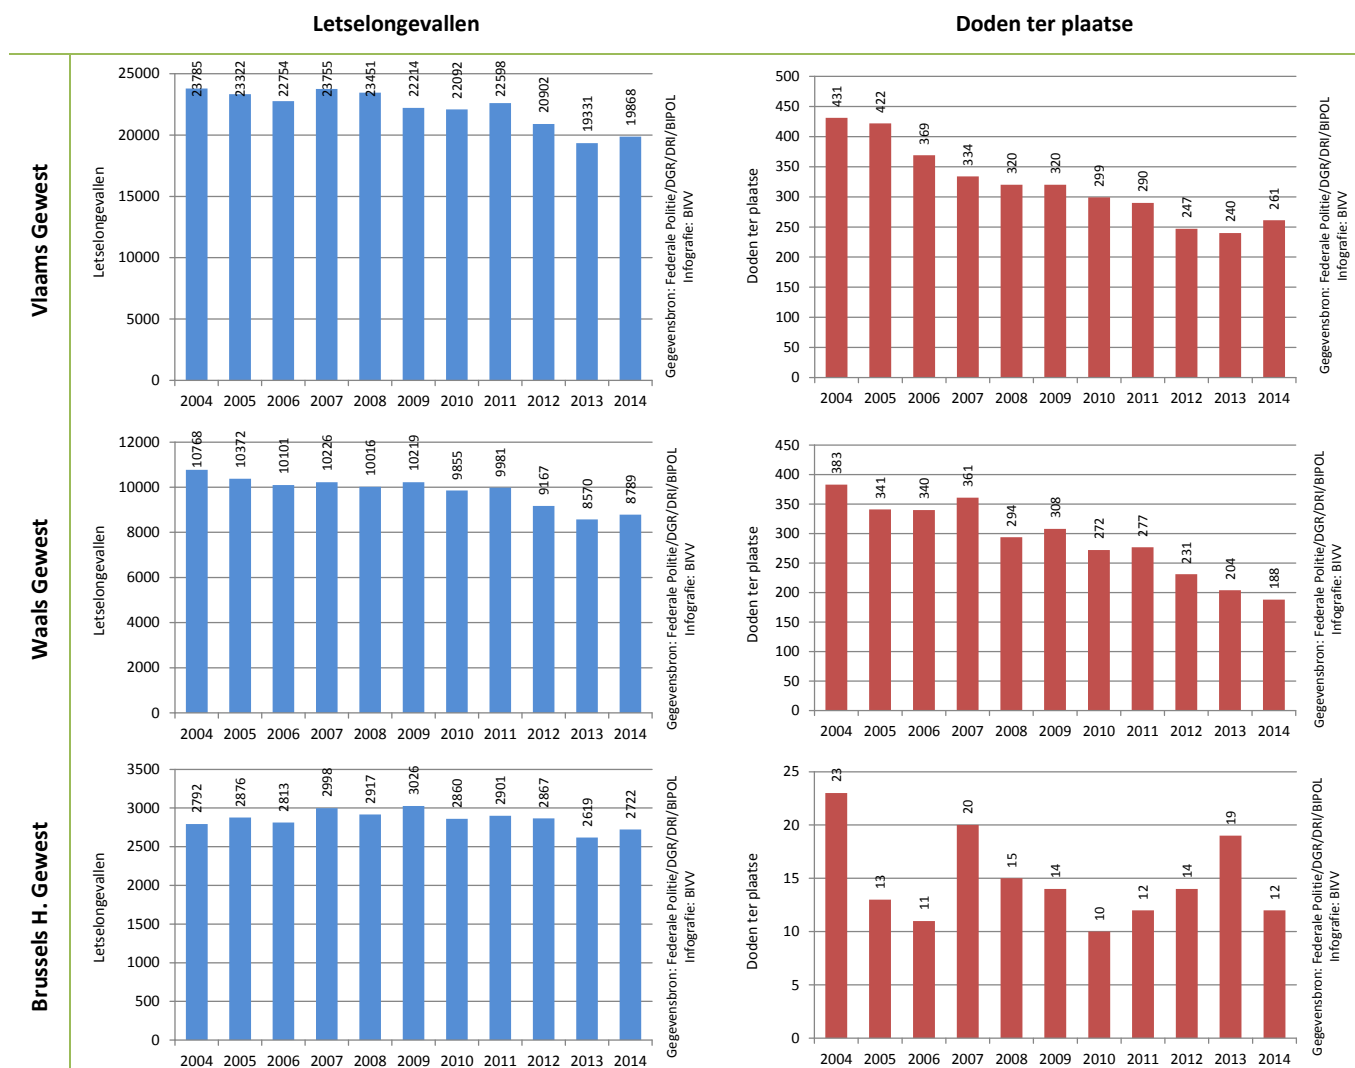 Letselongevallen
Doden ter plaatse
Vlaams Gewest
Letselongevallen
25000
20000
15000
10000
5000
0
23785 23322 22754 23755 23451 22214 22092 22598 20902 19331 19868
2004 2005 2006 2007 2008 2009 2010 2011 2012 2013 2014
Gegevensbron: Federale Politie/DGR/DRI/BIPOL
Infografie: BIVV
Doden ter plaatse
500
450
400
350
300
250
200
150
100
50
0
431 422 369 334 320 320 299 290 247 240 261
2004 2005 2006 2007 2008 2009 2010 2011 2012 2013 2014
Gegevensbron: Federale Politie/DGR/DRI/BIPOL
Infografie: BIVV
Waals Gewest
Letselongevallen
12000
10000
8000
6000
4000
2000
0
10768 10372 10101 10226 10016 10219 9855 9981 9167 8570 8789
2004 2005 2006 2007 2008 2009 2010 2011 2012 2013 2014
Gegevensbron: Federale Politie/DGR/DRI/BIPOL
Infografie: BIVV
Doden ter plaatse
450
400
350
300
250
200
150
100
50
0
383 341 340 361 294 308 272 277 231 204 188
2004 2005 2006 2007 2008 2009 2010 2011 2012 2013 2014
Gegevensbron: Federale Politie/DGR/DRI/BIPOL
Infografie: BIVV
Brussels H. Gewest
Letselongevallen
3500
3000
2500
2000
1500
1000
500
0
2792 2876 2813 2998 2917 3026 2860 2901 2867 2619 2722
2004 2005 2006 2007 2008 2009 2010 2011 2012 2013 2014
Gegevensbron: Federale Politie/DGR/DRI/BIPOL
Infografie: BIVV
Doden ter plaatse
25
20
15
10
5
0
23 13 11 20 15 14 10 12 14 19 12
2004 2005 2006 2007 2008 2009 2010 2011 2012 2013 2014
Gegevensbron: Federale Politie/DGR/DRI/BIPOL
Infografie: BIVV